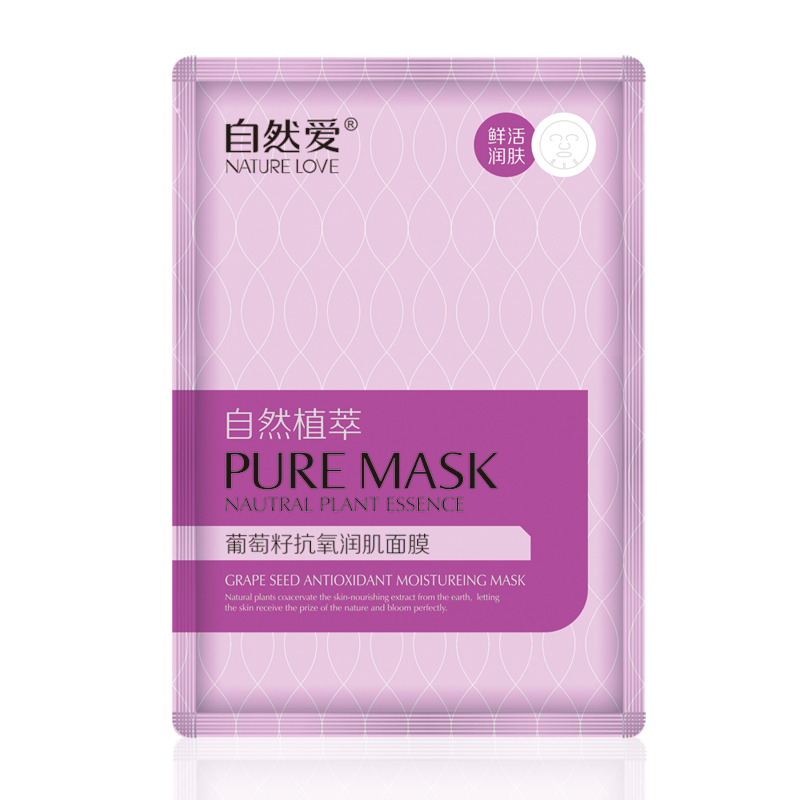 自然爱®
NATURE LOVE
鲜活
润肤
自然植萃
PURE MASK
NAUTRAL PLANT ESSENCE
葡萄籽抗氧润肌面膜
GRAPE SEED ANTIOXIDANT MOISTUREING MASK
Natural plants coacervate the skin-nourishing extract from the earth, letting
the skin receive the prize of the nature and bloom perfectly.